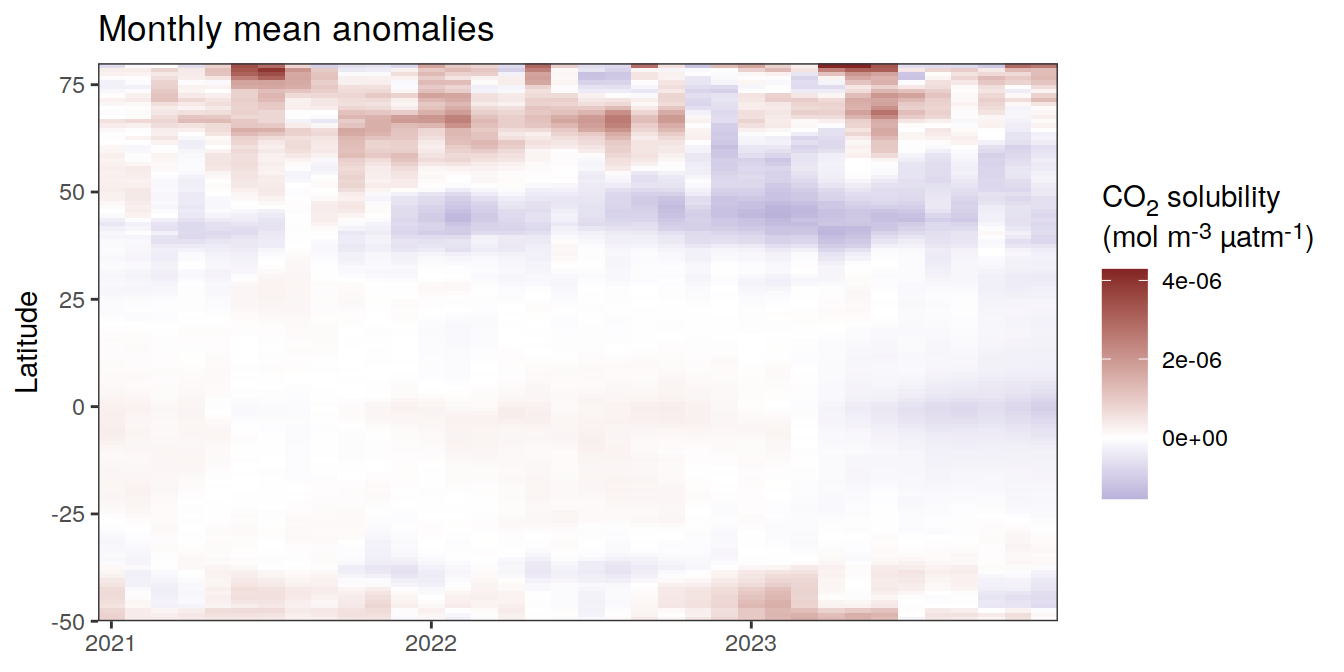 Monthly mean anomalies
Latitude
75
50
25
0
-25
-50
2021
2022
2023
CO₂ solubility
(mol m⁻³ µatm⁻¹)
4e-06
2e-06
0e+00